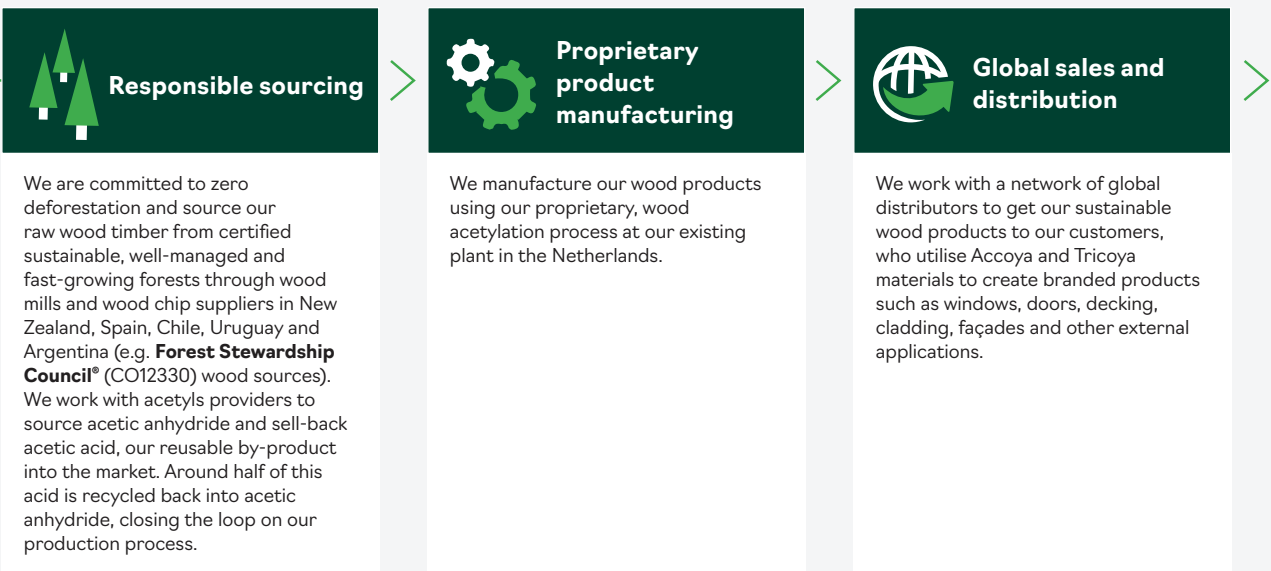 Responsible sourcing
We are committed to zero
deforestation and source our
raw wood timber from certified
sustainable, well-managed and
fast-growing forests through wood
mills and wood chip suppliers in New
Zealand, Spain, Chile, Uruguay and
Argentina (e.g. Forest Stewardship
Council® (CO12330) wood sources).
We work with acetyls providers to
source acetic anhydride and sell-back
acetic acid, our reusable by-product
into the market. Around half of this
acid is recycled back into acetic
anhydride, closing the loop on our
production process.
Proprietary
product
manufacturing
We manufacture our wood products
using our proprietary, wood
acetylation process at our existing
plant in the Netherlands.
Global sales and
distribution
We work with a network of global
distributors to get our sustainable
wood products to our customers,
who utilise Accoya and Tricoya
materials to create branded products
such as windows, doors, decking,
cladding, façades and other external
applications.